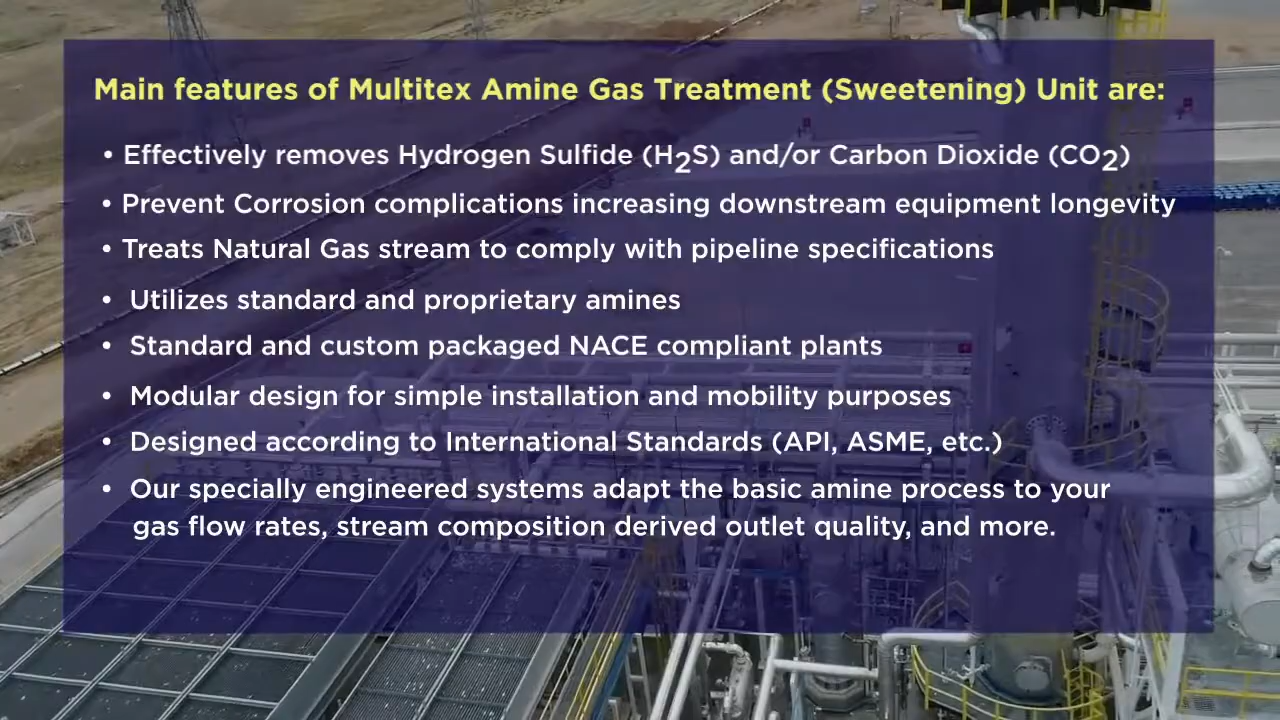 Main features of Multitex Amine Gas Treatment (Sweetening) Unit are:
• Effectively removes Hydrogen Sulfide (H2S) and/or Carbon Dioxide (CO2)
• Prevent Corrosion complications increasing downstream equipment longevity
• Treats Natural Gas stream to comply with pipeline specifications
• Utilizes standard and proprietary amines
• Standard and custom packaged NACE compliant plants
• Modular design for simple installation and mobility purposes
• Designed according to International Standards (API, ASME, etc.)
• Our specially engineered systems adapt the basic amine process to your
gas flow rates, stream composition derived outlet quality, and more.